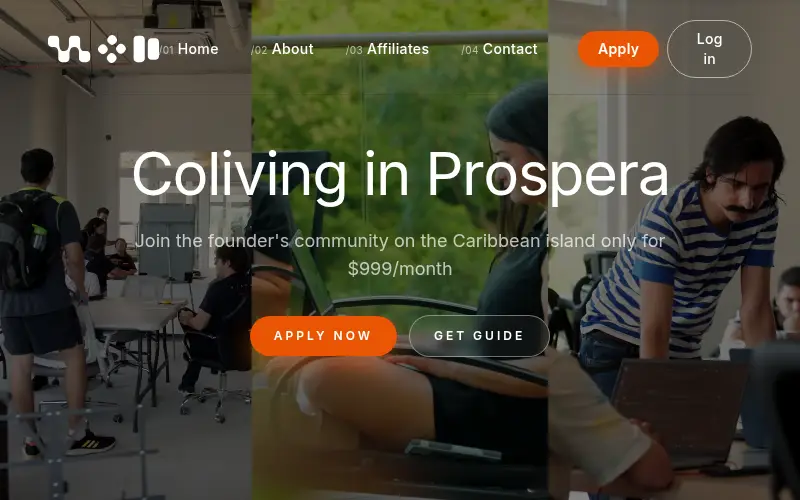 /01 Home
/02 About
/03 Affiliates
/04 Contact
Apply
Log
in
Coliving in Prospera
Join the founder's community on the Caribbean island only for
$999/month
APPLY NOW
GET GUIDE